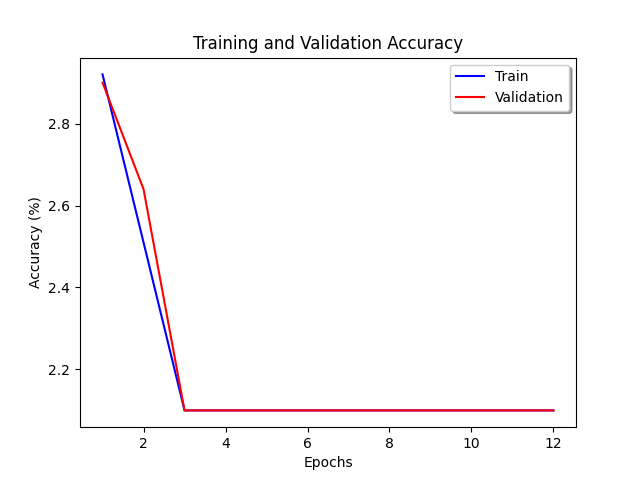 Training and Validation Accuracy
Train
Validation
Accuracy (%)
2.8
2.6
2.4
2.2
2 4 6 8 10 12
Epochs